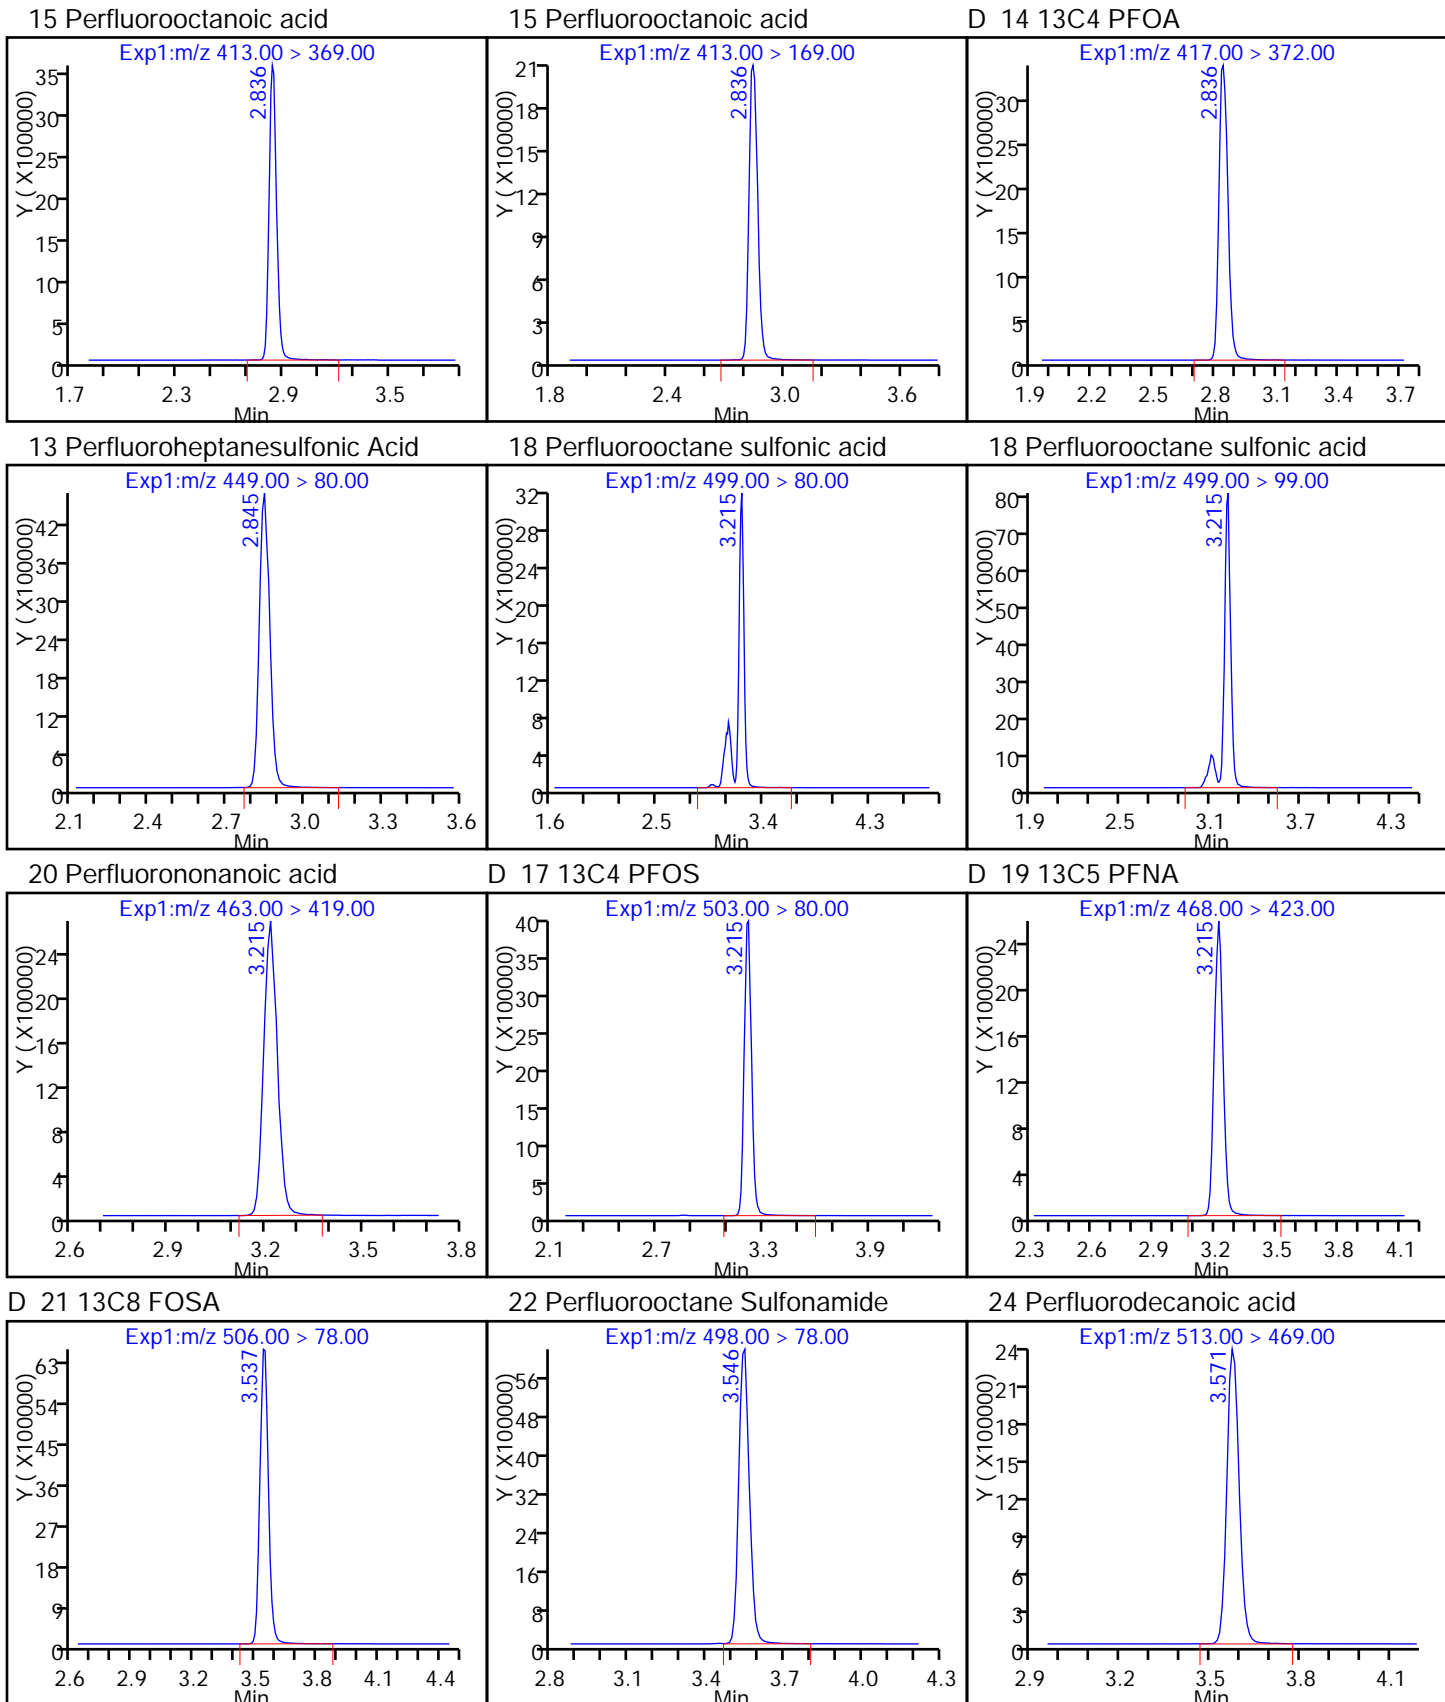 15 Perfluorooctanoic acid
Exp1:m/z 413.00 > 369.00
2.836
Y ( X100000)
35
30
25
20
15
10
5
0
1.7 2.3 2.9 3.5
Min
15 Perfluorooctanoic acid
Exp1:m/z 413.00 > 169.00
2.836
Y ( X100000)
21
18
15
12
9
6
3
0
1.8 2.4 3.0 3.6
Min
D 14 13C4 PFOA
Exp1:m/z 417.00 > 372.00
2.836
Y ( X100000)
30
25
20
15
10
5
0
1.9 2.2 2.5 2.8 3.1 3.4 3.7
Min
13 Perfluoroheptanesulfonic Acid
Exp1:m/z 449.00 > 80.00
2.845
Y ( X100000)
42
36
30
24
18
12
6
0
2.1 2.4 2.7 3.0 3.3 3.6
Min
18 Perfluorooctane sulfonic acid
Exp1:m/z 499.00 > 80.00
3.215
Y ( X100000)
32
28
24
20
16
12
8
4
0
1.6 2.5 3.4 4.3
Min
18 Perfluorooctane sulfonic acid
Exp1:m/z 499.00 > 99.00
3.215
Y ( X100000)
80
70
60
50
40
30
20
10
0
1.9 2.5 3.1 3.7 4.3
Min
20 Perfluorononanoic acid
Exp1:m/z 463.00 > 419.00
3.215
Y ( X100000)
24
20
16
12
8
4
0
2.6 2.9 3.2 3.5 3.8
Min
D 17 13C4 PFOS
Exp1:m/z 503.00 > 80.00
3.215
Y ( X100000)
40
35
30
25
20
15
10
5
0
2.1 2.7 3.3 3.9
Min
D 19 13C5 PFNA
Exp1:m/z 468.00 > 423.00
3.215
Y ( X100000)
24
20
16
12
8
4
0
2.3 2.6 2.9 3.2 3.5 3.8 4.1
Min
D 21 13C8 FOSA
Exp1:m/z 506.00 > 78.00
3.537
Y ( X100000)
63
54
45
36
27
18
9
0
2.6 2.9 3.2 3.5 3.8 4.1 4.4
Min
22 Perfluorooctane Sulfonamide
Exp1:m/z 498.00 > 78.00
3.546
Y ( X100000)
56
48
40
32
24
16
8
0
2.8 3.1 3.4 3.7 4.0 4.3
Min
24 Perfluorodecanoic acid
Exp1:m/z 513.00 > 469.00
3.571
Y ( X100000)
24
21
18
15
12
9
6
3
0
2.9 3.2 3.5 3.8 4.1
Min